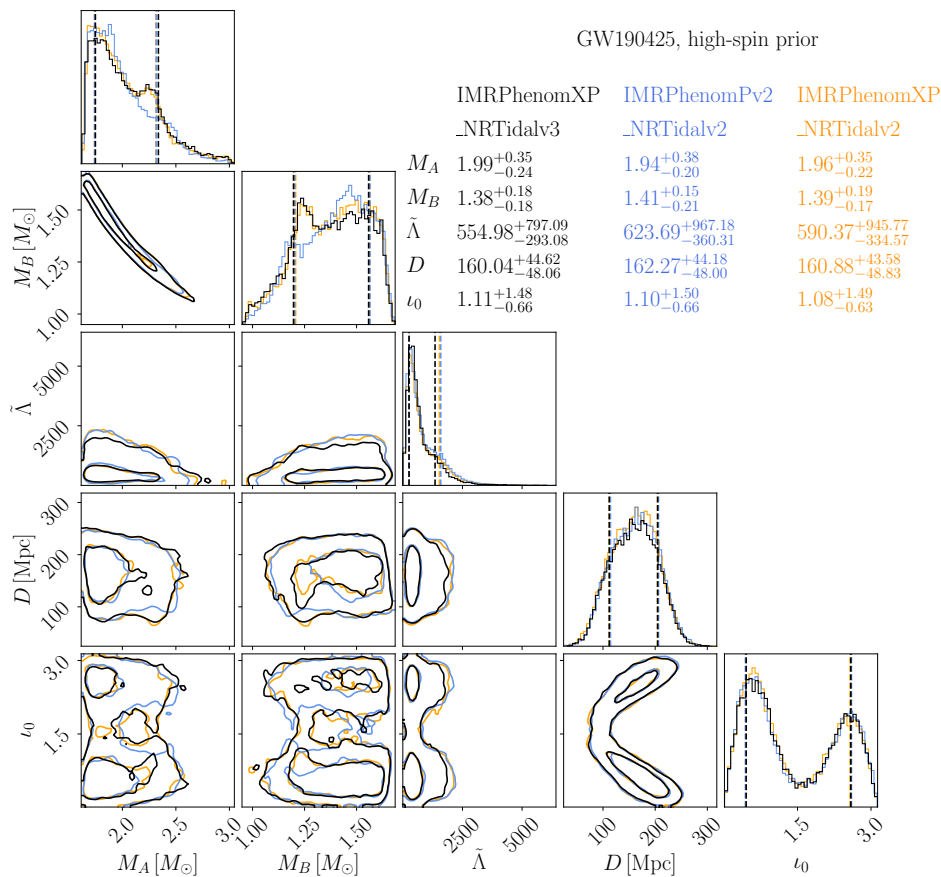 GW190425, high-spin prior
IMRPhenomXP IMRPhenomPv2 IMRPhenomXP
_NRTidalv3 _NRTidalv2 _NRTidalv2
M_A 1.99^{+0.35}_{-0.24} 1.94^{+0.38}_{-0.20} 1.96^{+0.35}_{-0.22}
M_B 1.38^{+0.18}_{-0.18} 1.41^{+0.15}_{-0.21} 1.39^{+0.19}_{-0.17}
Λ̃ 554.98^{+797.09}_{-293.08} 623.69^{+967.18}_{-360.31} 590.37^{+945.77}_{-334.57}
D 160.04^{+44.62}_{-48.06} 162.27^{+44.18}_{-48.00} 160.88^{+43.58}_{-48.83}
ι_0 1.11^{+1.48}_{-0.66} 1.10^{+1.50}_{-0.66} 1.08^{+1.49}_{-0.63}
M_B [M_⊙]
1.50
1.25
1.00
Λ̃
5000
2500
D [Mpc]
300
200
100
ι_0
3.0
1.5
2.0 2.5 3.0
1.00 1.25 1.50
2500 5000
100 200 300
1.5 3.0
M_A [M_⊙] M_B [M_⊙] Λ̃ D [Mpc] ι_0